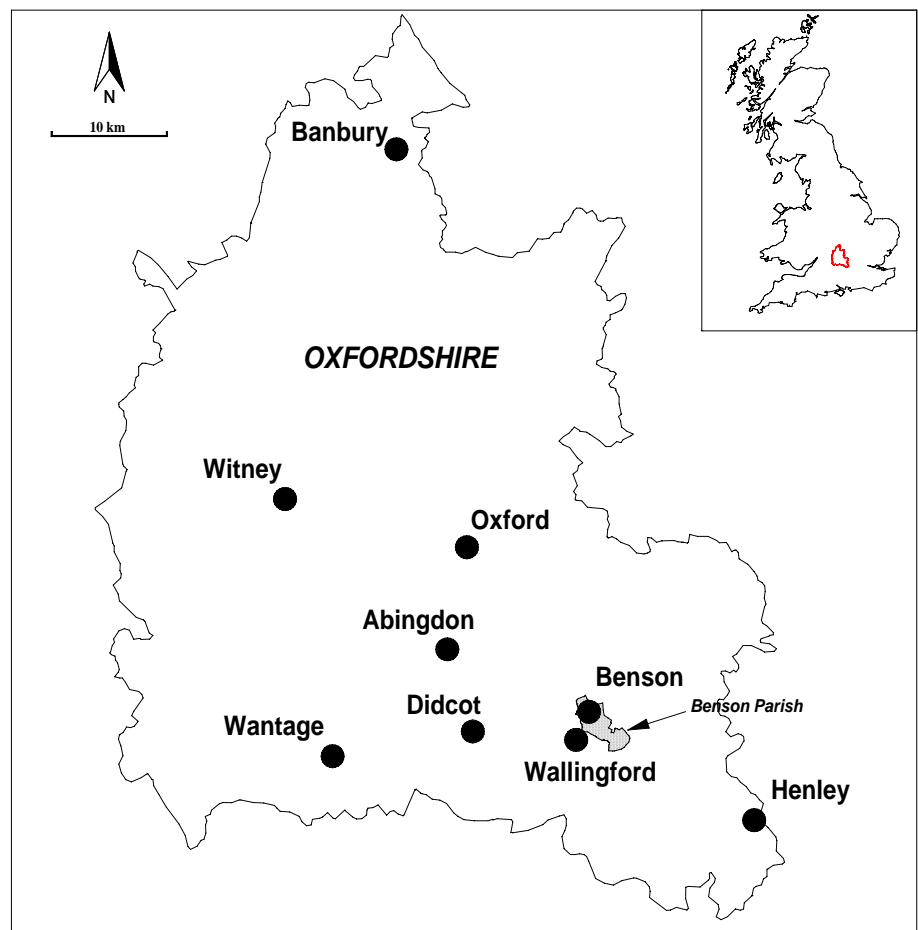 N
10 km
Banbury
OXFORDSHIRE
Witney
Oxford
Abingdon
Benson
Benson Parish
Didcot
Wantage
Wallingford
Henley